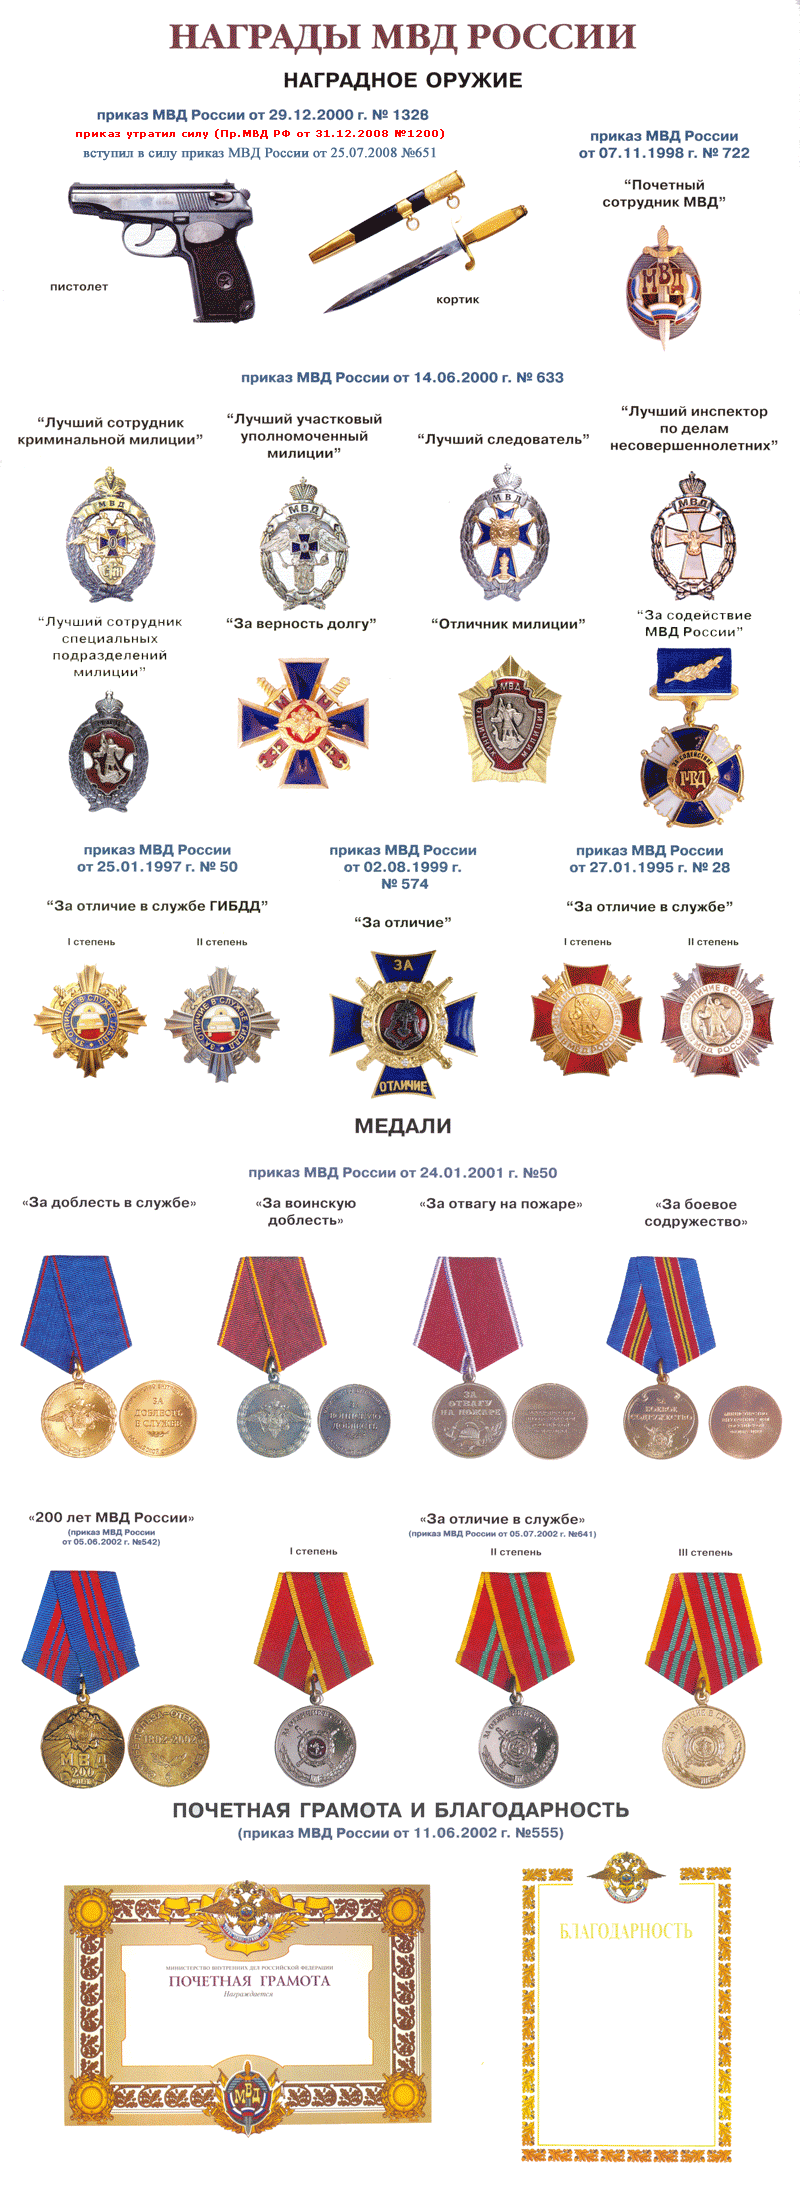 НАГРАДЫ МВД РОССИИ
НАГРАДНОЕ ОРУЖИЕ
приказ МВД России от 29.12.2000 г. № 1328
приказ утратил силу (Пр.МВД РФ от 31.12.2008 №1200)
вступил в силу приказ МВД России от 25.07.2008 №651
приказ МВД России
от 07.11.1998 г. № 722
“Почетный
сотрудник МВД”
пистолет
кортик
МВД
приказ МВД России от 14.06.2000 г. № 633
“Лучший сотрудник
криминальной милиции”
“Лучший участковый
уполномоченный
милиции”
“Лучший следователь”
“Лучший инспектор
по делам
несовершеннолетних”
МВД
МВД
МВД
МВД
“Лучший сотрудник
специальных
подразделений
милиции”
“За верность долгу”
“Отличник милиции”
“За содействие
МВД России”
МВД
ОТЛИЧНИК МИЛИЦИИ
ЗА СОДЕЙСТВИЕ
МВД
приказ МВД России
от 25.01.1997 г. № 50
приказ МВД России
от 02.08.1999 г.
№ 574
приказ МВД России
от 27.01.1995 г. № 28
“За отличие в службе ГИБДД”
I степень
II степень
“За отличие”
“За отличие в службе”
I степень
II степень
ЗА
ОТЛИЧИЕ
МЕДАЛИ
приказ МВД России от 24.01.2001 г. №50
«За доблесть в службе»
«За воинскую
доблесть»
«За отвагу на пожаре»
«За боевое
содружество»
ЗА
ДОБЛЕСТЬ
В СЛУЖБЕ
ЗА
ВОИНСКУЮ
ДОБЛЕСТЬ
ЗА
ОТВАГУ
НА ПОЖАРЕ
ЗА
БОЕВОЕ
СОДРУЖЕСТВО
«200 лет МВД России»
(приказ МВД России
от 05.06.2002 г. №542)
«За отличие в службе»
(приказ МВД России от 05.07.2002 г. №641)
I степень
II степень
III степень
МВД
200
ЛЕТ
1802-2002
ЗА ОТЛИЧИЕ В СЛУЖБЕ
ЗА ОТЛИЧИЕ В СЛУЖБЕ
ЗА ОТЛИЧИЕ В СЛУЖБЕ
ПОЧЕТНАЯ ГРАМОТА И БЛАГОДАРНОСТЬ
(приказ МВД России от 11.06.2002 г. №555)
МИНИСТЕРСТВО ВНУТРЕННИХ ДЕЛ РОССИЙСКОЙ ФЕДЕРАЦИИ
ПОЧЕТНАЯ ГРАМОТА
Награждается
МВД
БЛАГОДАРНОСТЬ